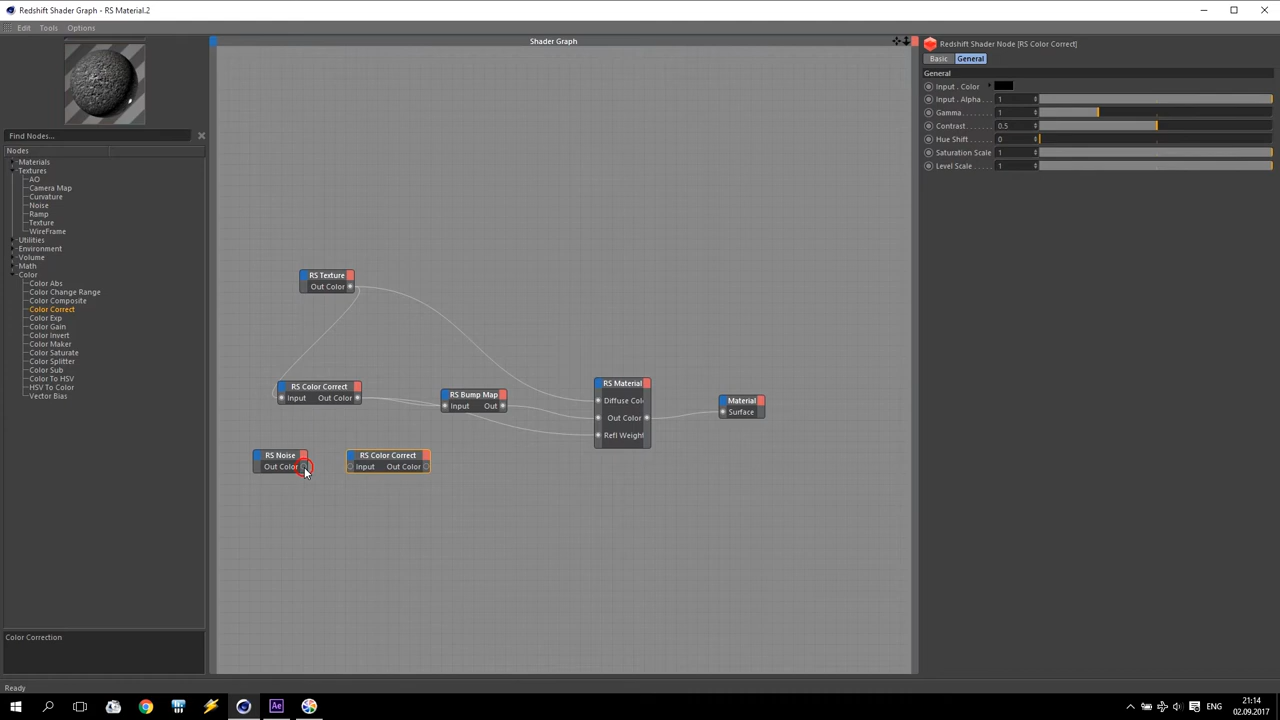 Redshift Shader Graph - RS Material.2
Edit Tools Options
Shader Graph
Find Nodes...
Nodes
Materials
Textures
AO
Camera Map
Curvature
Noise
Ramp
Texture
WireFrame
Utilities
Environment
Volume
Math
Color
Color Abs
Color Change Range
Color Composite
Color Correct
Color Exp
Color Gain
Color Invert
Color Maker
Color Saturate
Color Splitter
Color Sub
Color To HSV
HSV To Color
Vector Bias
Color Correction
Ready
RS Texture
Out Color
RS Color Correct
Input Out Color
RS Bump Map
Input Out
RS Material
Diffuse Col
Out Color
Refl Weight
Material
Surface
RS Noise
Out Color
RS Color Correct
Input Out Color
Redshift Shader Node [RS Color Correct]
Basic General
General
Input . Color
Input . Alpha . . . 1
Gamma . . . . . . 1
Contrast . . . . . 0.5
Hue Shift . . . . 0
Saturation Scale 1
Level Scale . . . . 1
Ae
ENG
21:14
02.09.2017